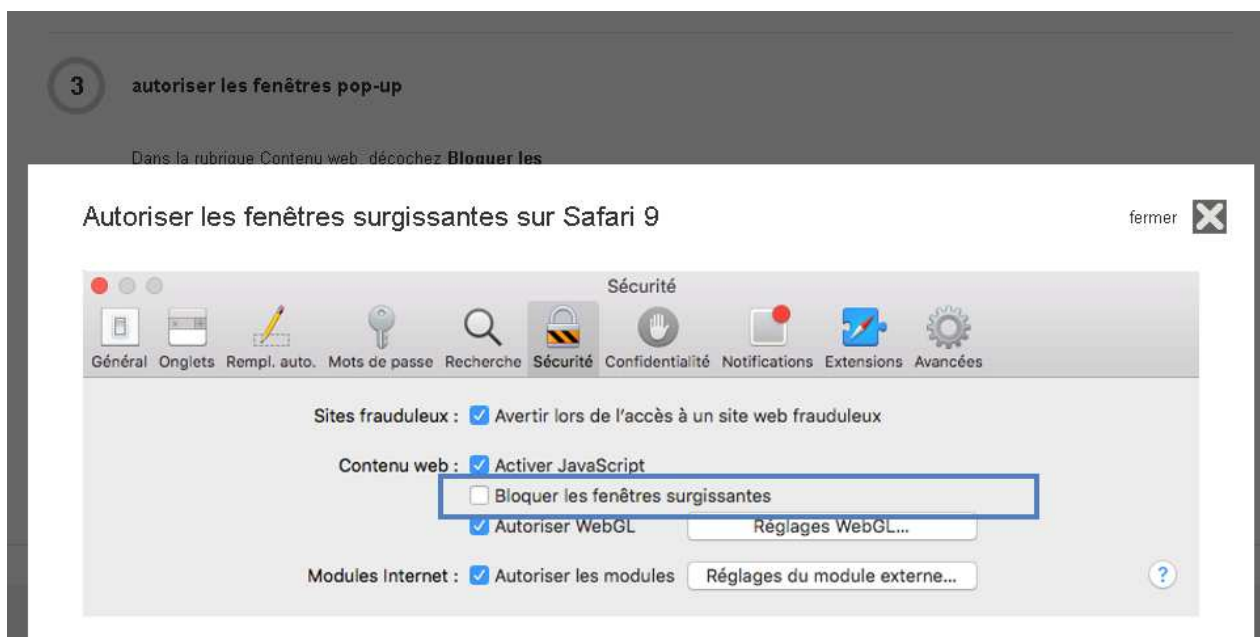 3
autoriser les fenêtres pop-up
Dans la rubrique Contenu web, décochez Bloquer les
Autoriser les fenêtres surgissantes sur Safari 9
fermer
Sécurité
Général Onglets Rempl. auto. Mots de passe Recherche Sécurité Confidentialité Notifications Extensions Avancées
Sites frauduleux : Avertir lors de l'accès à un site web frauduleux
Contenu web : Activer JavaScript
Bloquer les fenêtres surgissantes
Autoriser WebGL Réglages WebGL...
Modules Internet : Autoriser les modules Réglages du module externe... ?